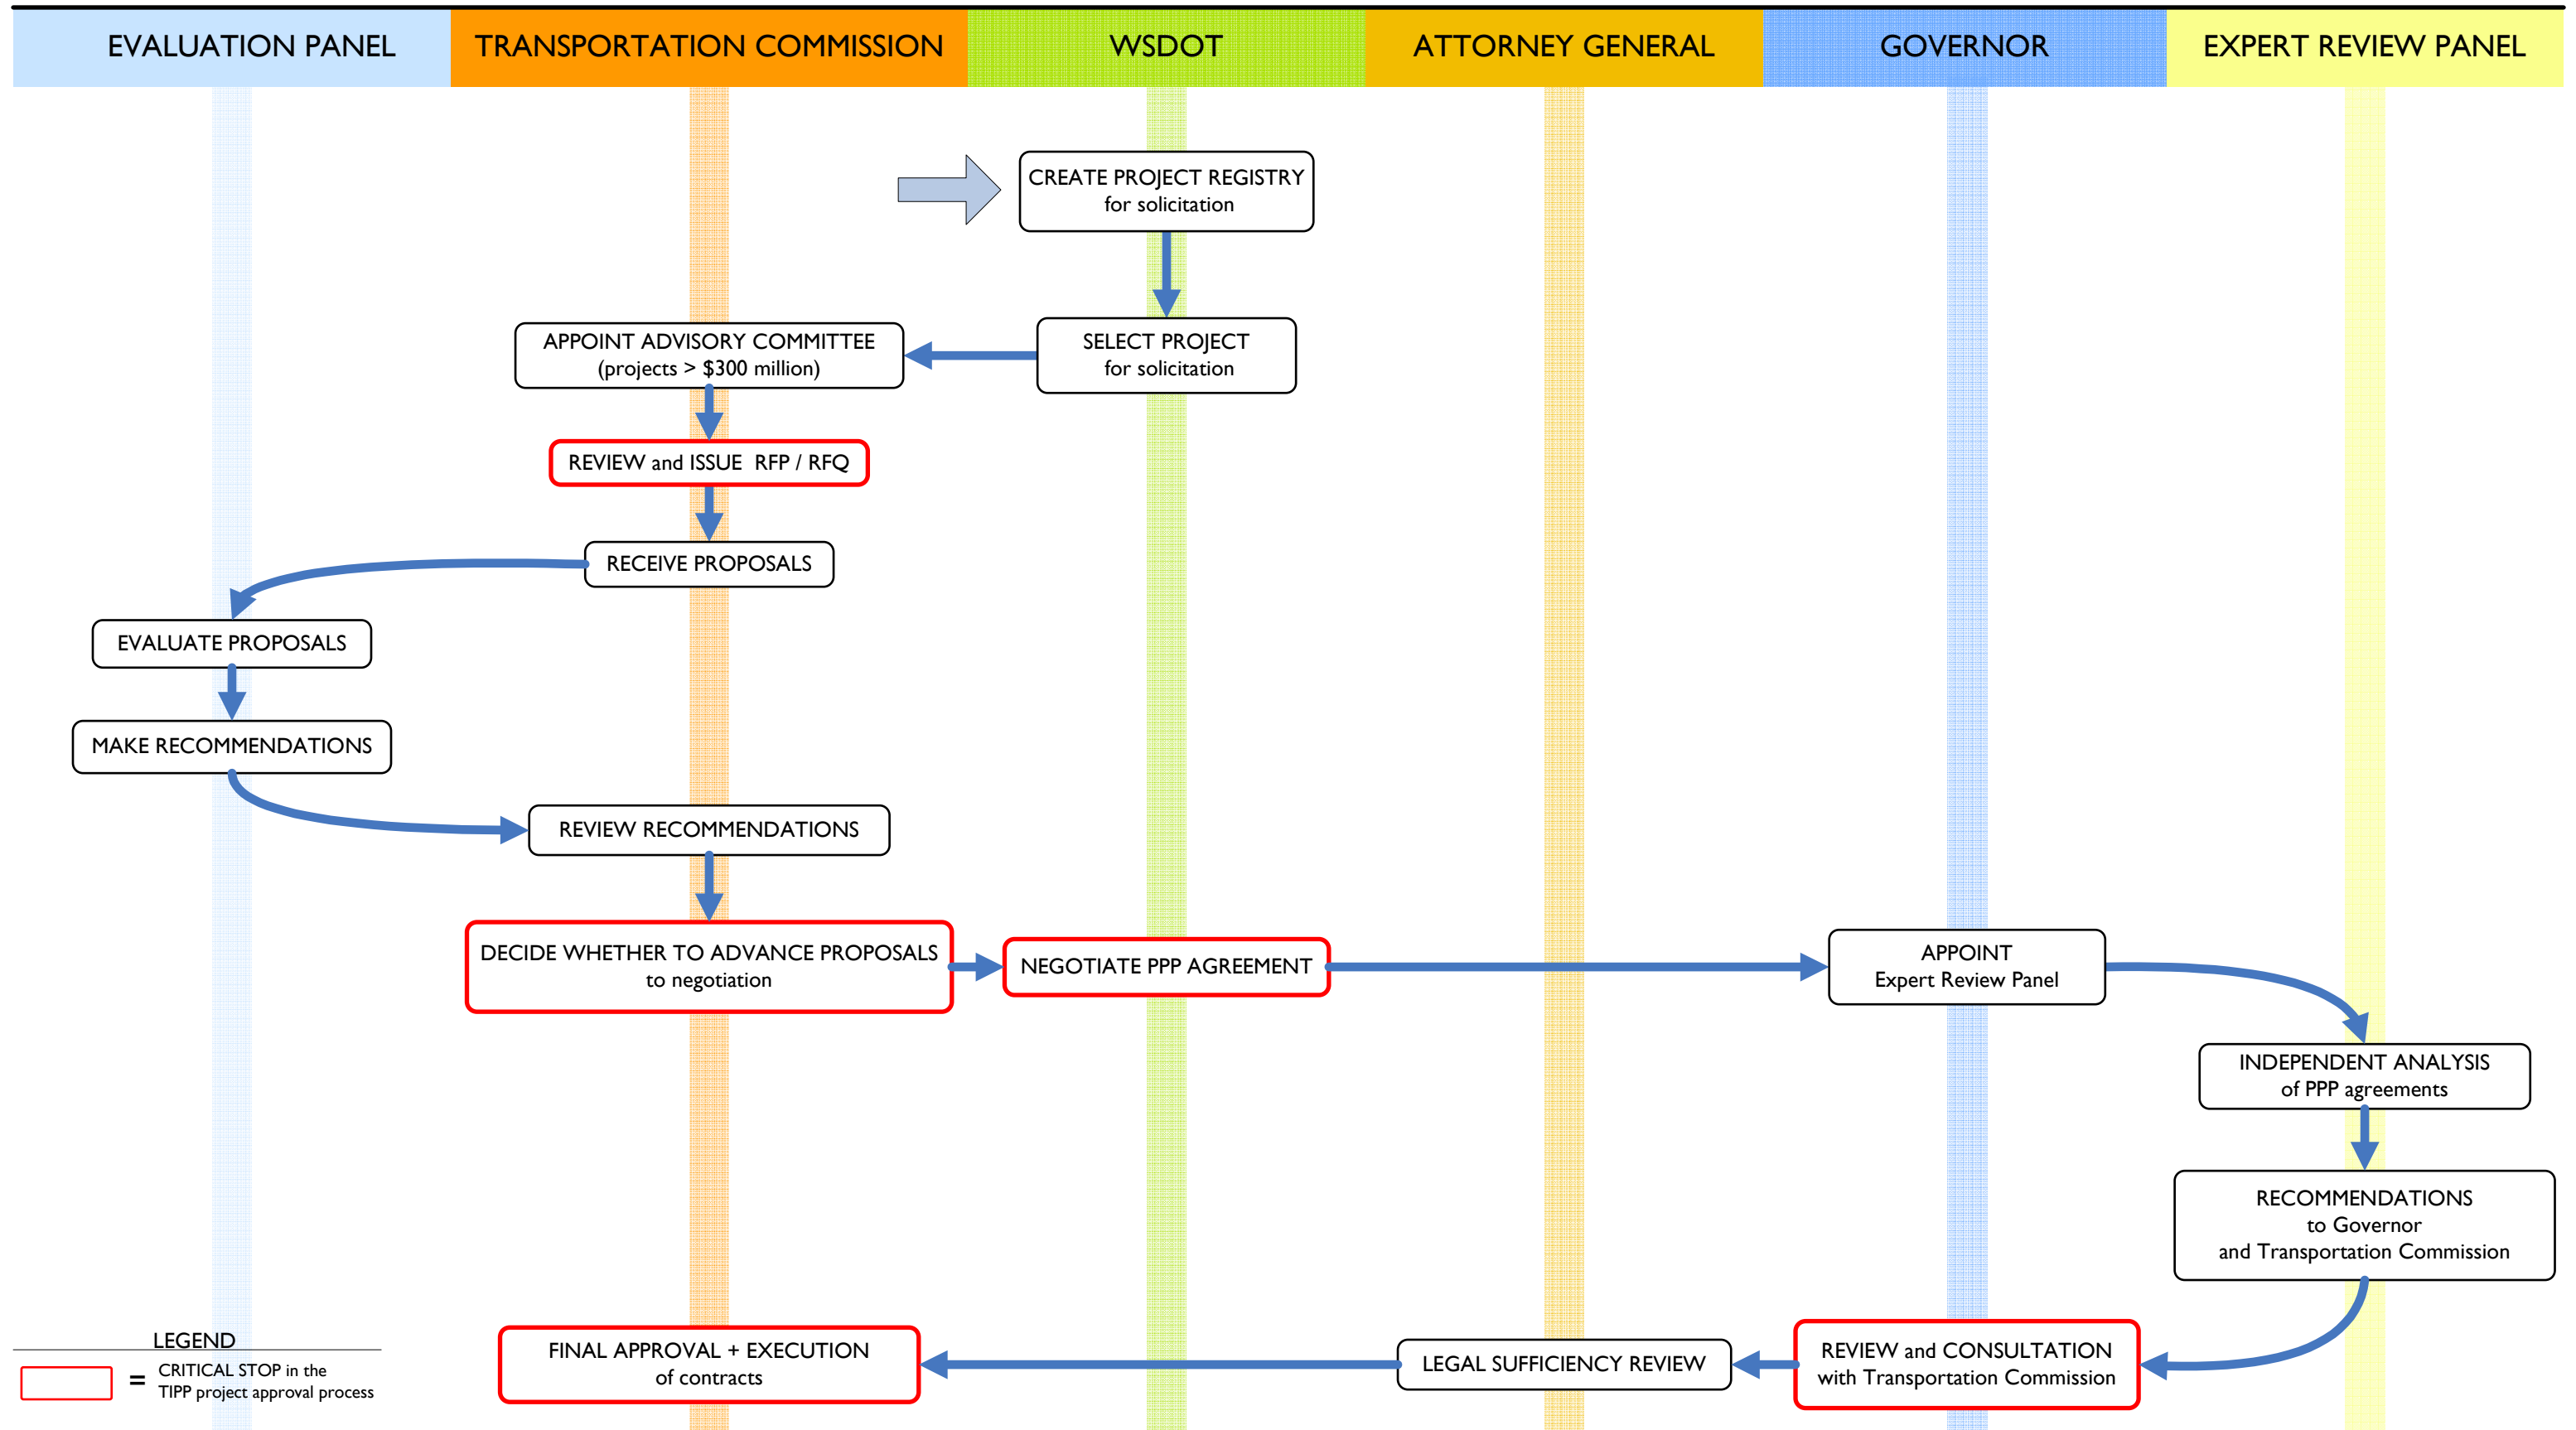 EVALUATION PANEL
TRANSPORTATION COMMISSION
WSDOT
ATTORNEY GENERAL
GOVERNOR
EXPERT REVIEW PANEL
CREATE PROJECT REGISTRY
for solicitation
SELECT PROJECT
for solicitation
APPOINT ADVISORY COMMITTEE
(projects > $300 million)
REVIEW and ISSUE  RFP / RFQ
RECEIVE PROPOSALS
EVALUATE PROPOSALS
MAKE RECOMMENDATIONS
REVIEW RECOMMENDATIONS
DECIDE WHETHER TO ADVANCE PROPOSALS
to negotiation
NEGOTIATE PPP AGREEMENT
APPOINT
Expert Review Panel
INDEPENDENT ANALYSIS
of PPP agreements
RECOMMENDATIONS
to Governor
and Transportation Commission
REVIEW and CONSULTATION
with Transportation Commission
LEGAL SUFFICIENCY REVIEW
FINAL APPROVAL + EXECUTION
of contracts
LEGEND
= CRITICAL STOP in the
TIPP project approval process